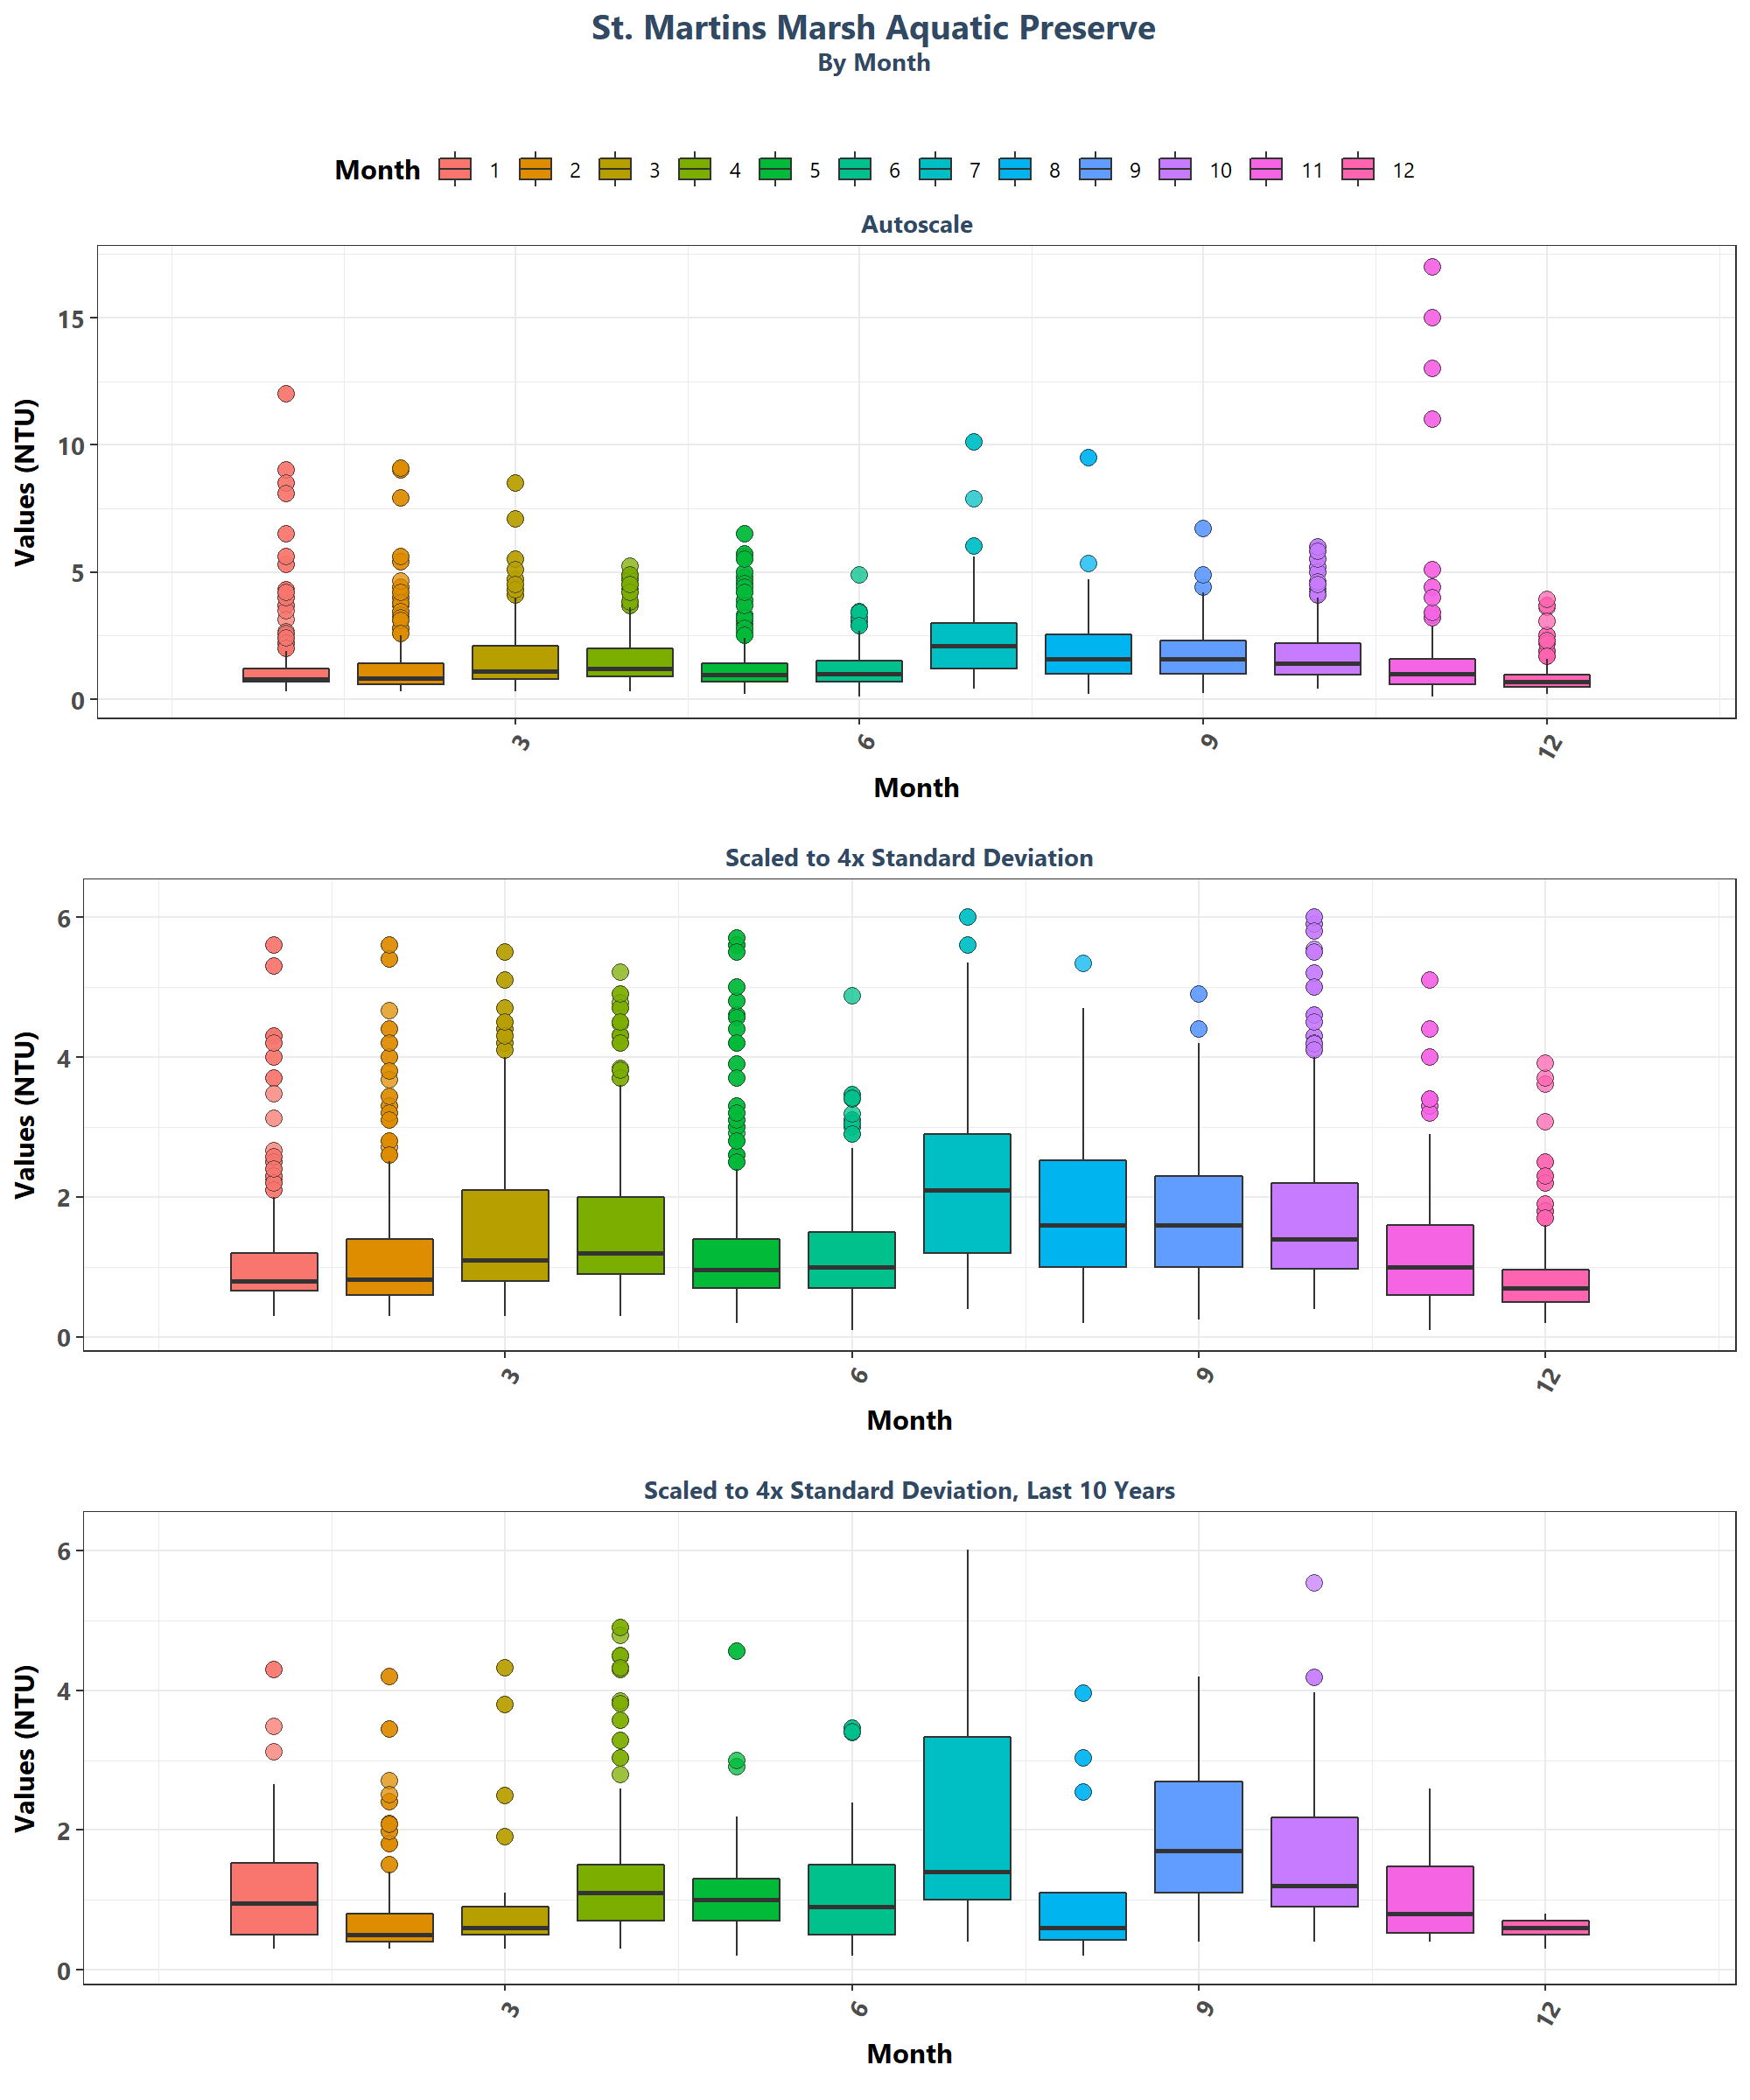 St. Martins Marsh Aquatic Preserve
By Month
Month 1 2 3 4 5 6 7 8 9 10 11 12
Autoscale
Values (NTU)
15
10
5
0
3 6 9 12
Month
Scaled to 4x Standard Deviation
Values (NTU)
6
4
2
0
3 6 9 12
Month
Scaled to 4x Standard Deviation, Last 10 Years
Values (NTU)
6
4
2
0
3 6 9 12
Month